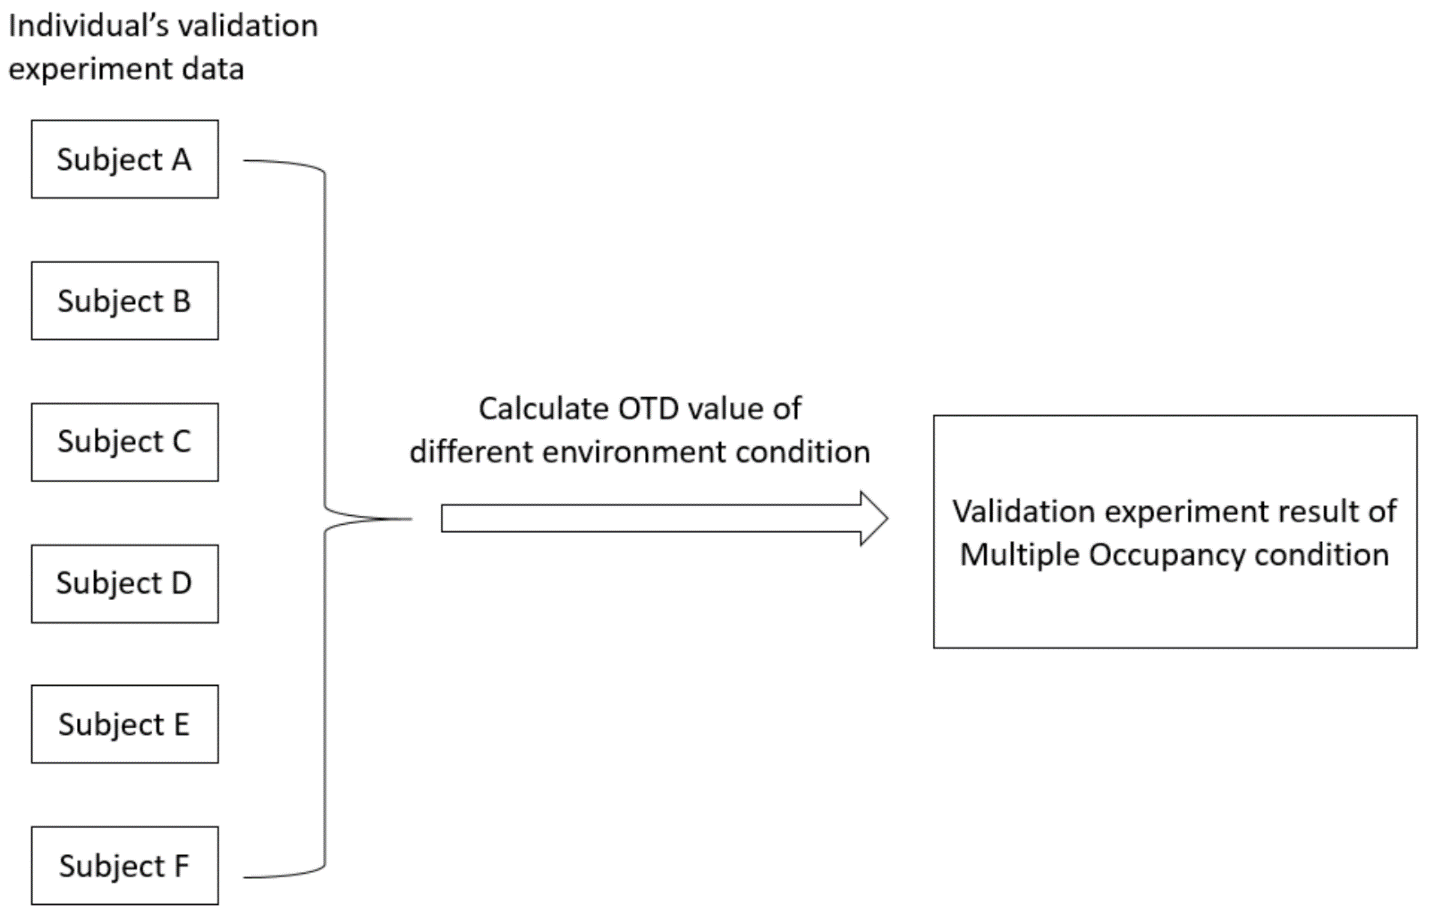 Individual’s validation
experiment data
Subject A
Subject B
Subject C
Subject D
Subject E
Subject F
Calculate OTD value of
different environment condition
Validation experiment result of
Multiple Occupancy condition